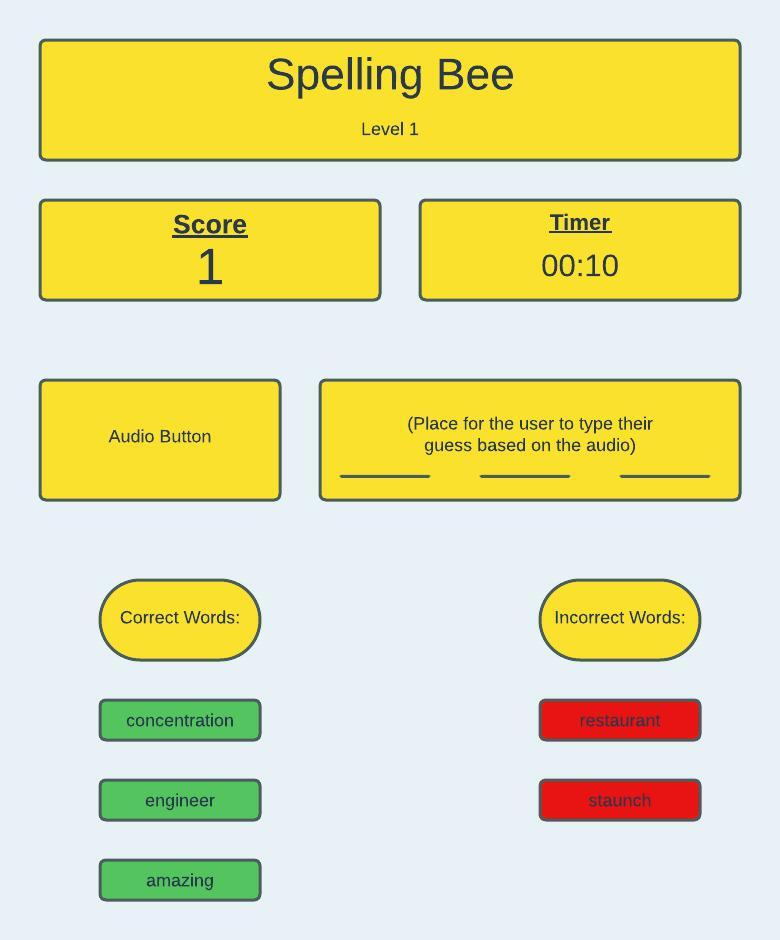 Spelling Bee
Level 1
Score
1
Timer
00:10
Audio Button
(Place for the user to type their
guess based on the audio)
Correct Words:
Incorrect Words:
concentration
restaurant
engineer
staunch
amazing